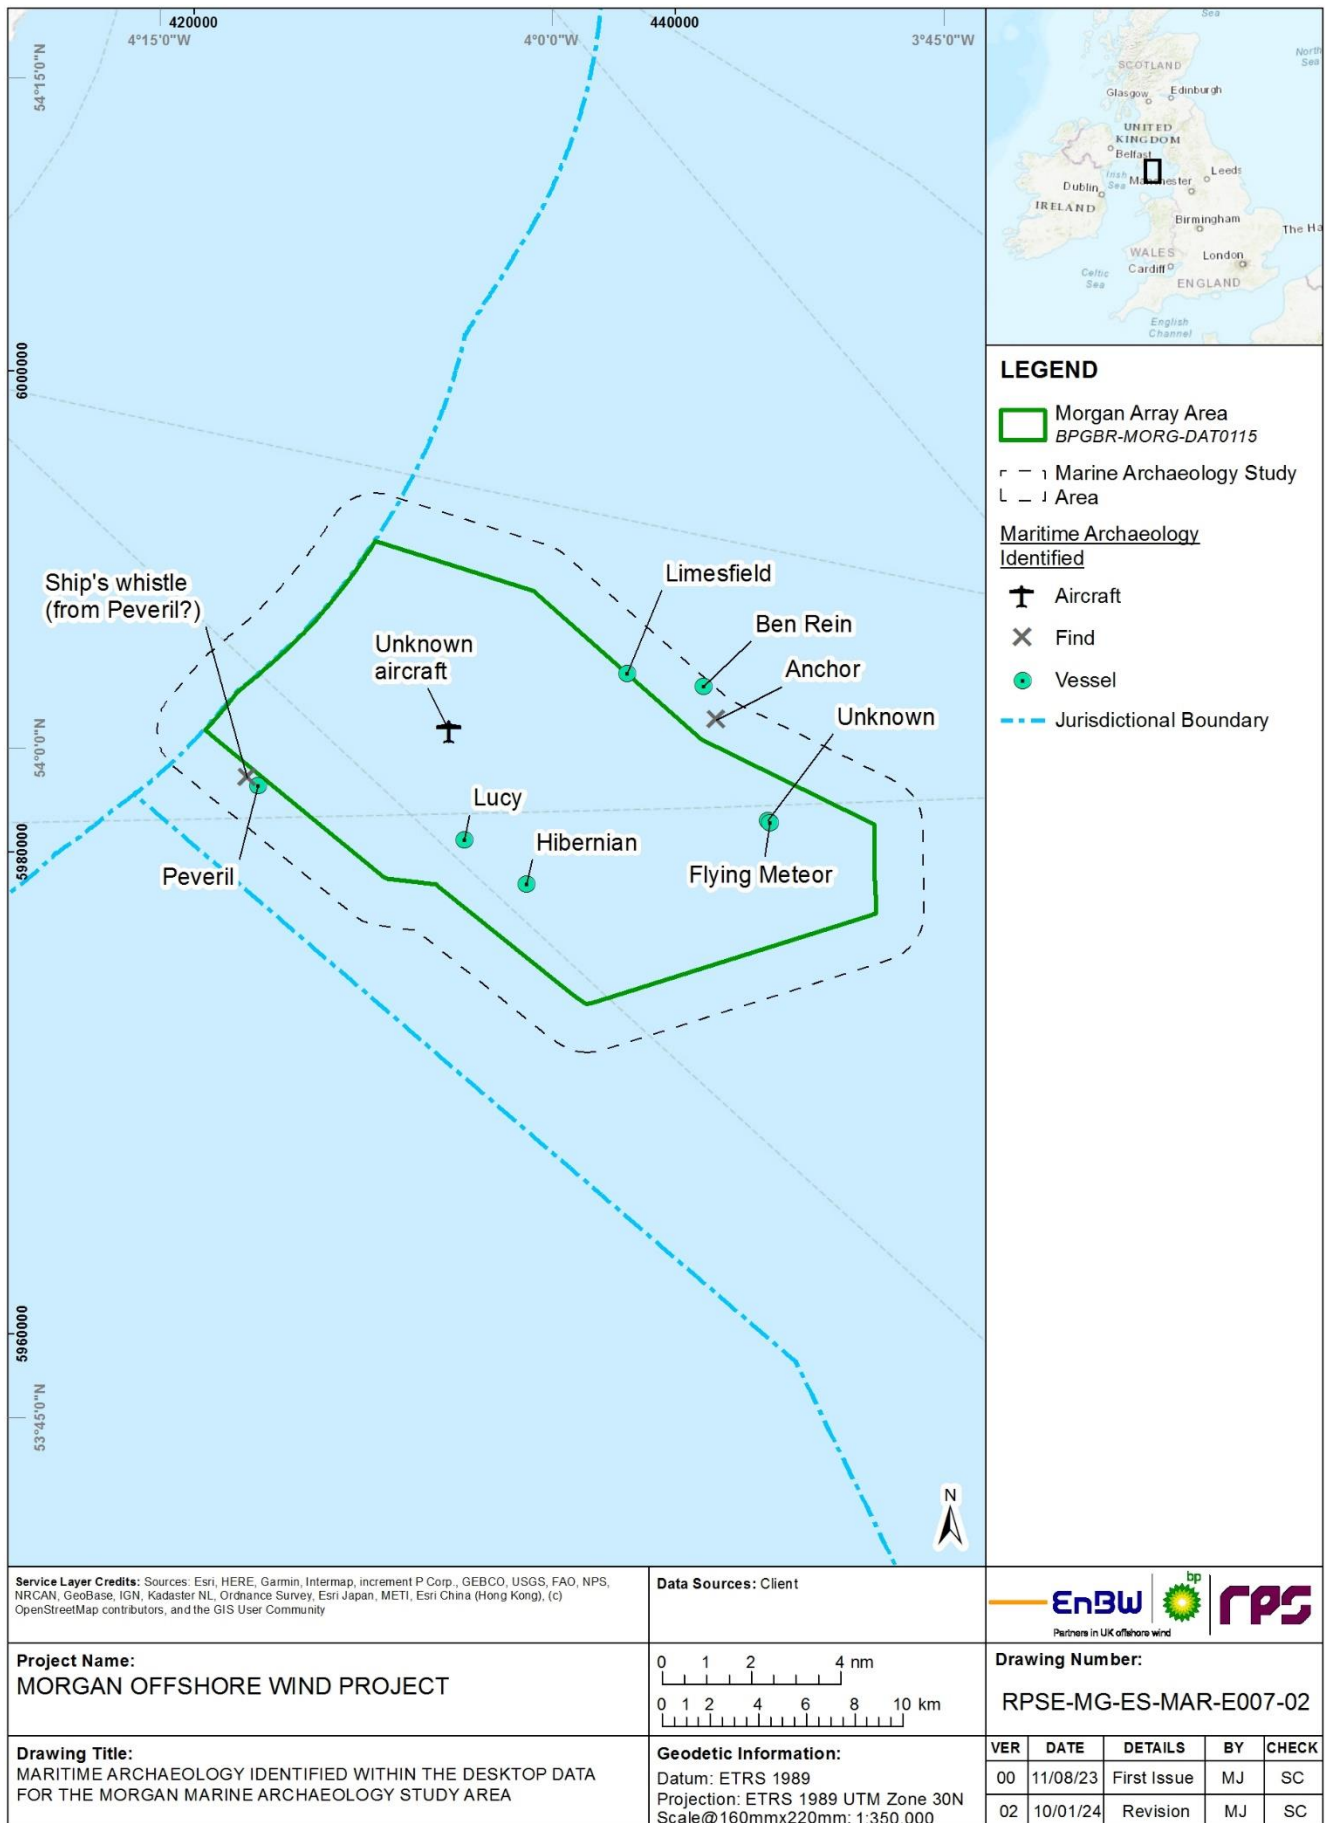 420000
440000
4°15'0"W
4°0'0"W
3°45'0"W
54°15'0"N
6000000
54°0'0"N
5980000
5960000
53°45'0"N
Ship's whistle
(from Peveril?)
Unknown
aircraft
Limesfield
Ben Rein
Anchor
Unknown
Lucy
Hibernian
Peveril
Flying Meteor
N
Sea
North
Sea
SCOTLAND
Glasgow
Edinburgh
UNITED
KINGDOM
Belfast
Irish
Sea
Leeds
Dublin
Manchester
IRELAND
Birmingham
The Ha
WALES
London
Cardiff
Celtic
Sea
ENGLAND
English
Channel
LEGEND
Morgan Array Area
BPGBR-MORG-DAT0115
Marine Archaeology Study
Area
Maritime Archaeology
Identified
Aircraft
Find
Vessel
Jurisdictional Boundary
Service Layer Credits: Sources: Esri, HERE, Garmin, Intermap, increment P Corp., GEBCO, USGS, FAO, NPS,
NRCAN, GeoBase, IGN, Kadaster NL, Ordnance Survey, Esri Japan, METI, Esri China (Hong Kong), (c)
OpenStreetMap contributors, and the GIS User Community
Data Sources: Client
EnBW
bp
rps
Partners in UK offshore wind
Project Name:
MORGAN OFFSHORE WIND PROJECT
0 1 2 4 nm
0 1 2 4 6 8 10 km
Drawing Number:
RPSE-MG-ES-MAR-E007-02
Drawing Title:
MARITIME ARCHAEOLOGY IDENTIFIED WITHIN THE DESKTOP DATA
FOR THE MORGAN MARINE ARCHAEOLOGY STUDY AREA
Geodetic Information:
Datum: ETRS 1989
Projection: ETRS 1989 UTM Zone 30N
Scale@160mmx220mm: 1:350,000
VER DATE DETAILS BY CHECK
00 11/08/23 First Issue MJ SC
02 10/01/24 Revision MJ SC